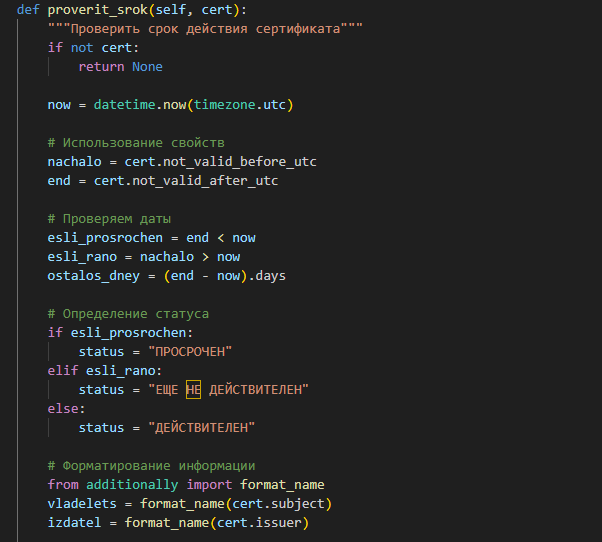 def proverit_srok(self, cert):
"""Проверить срок действия сертификата"""
if not cert:
return None
now = datetime.now(timezone.utc)
# Использование свойств
nachalo = cert.not_valid_before_utc
end = cert.not_valid_after_utc
# Проверяем даты
esli_prosrochen = end < now
esli_rano = nachalo > now
ostalos_dney = (end - now).days
# Определение статуса
if esli_prosrochen:
status = "ПРОСРОЧЕН"
elif esli_rano:
status = "ЕЩЕ НЕ ДЕЙСТВИТЕЛЕН"
else:
status = "ДЕЙСТВИТЕЛЕН"
# Форматирование информации
from additionally import format_name
vladelets = format_name(cert.subject)
izdatel = format_name(cert.issuer)